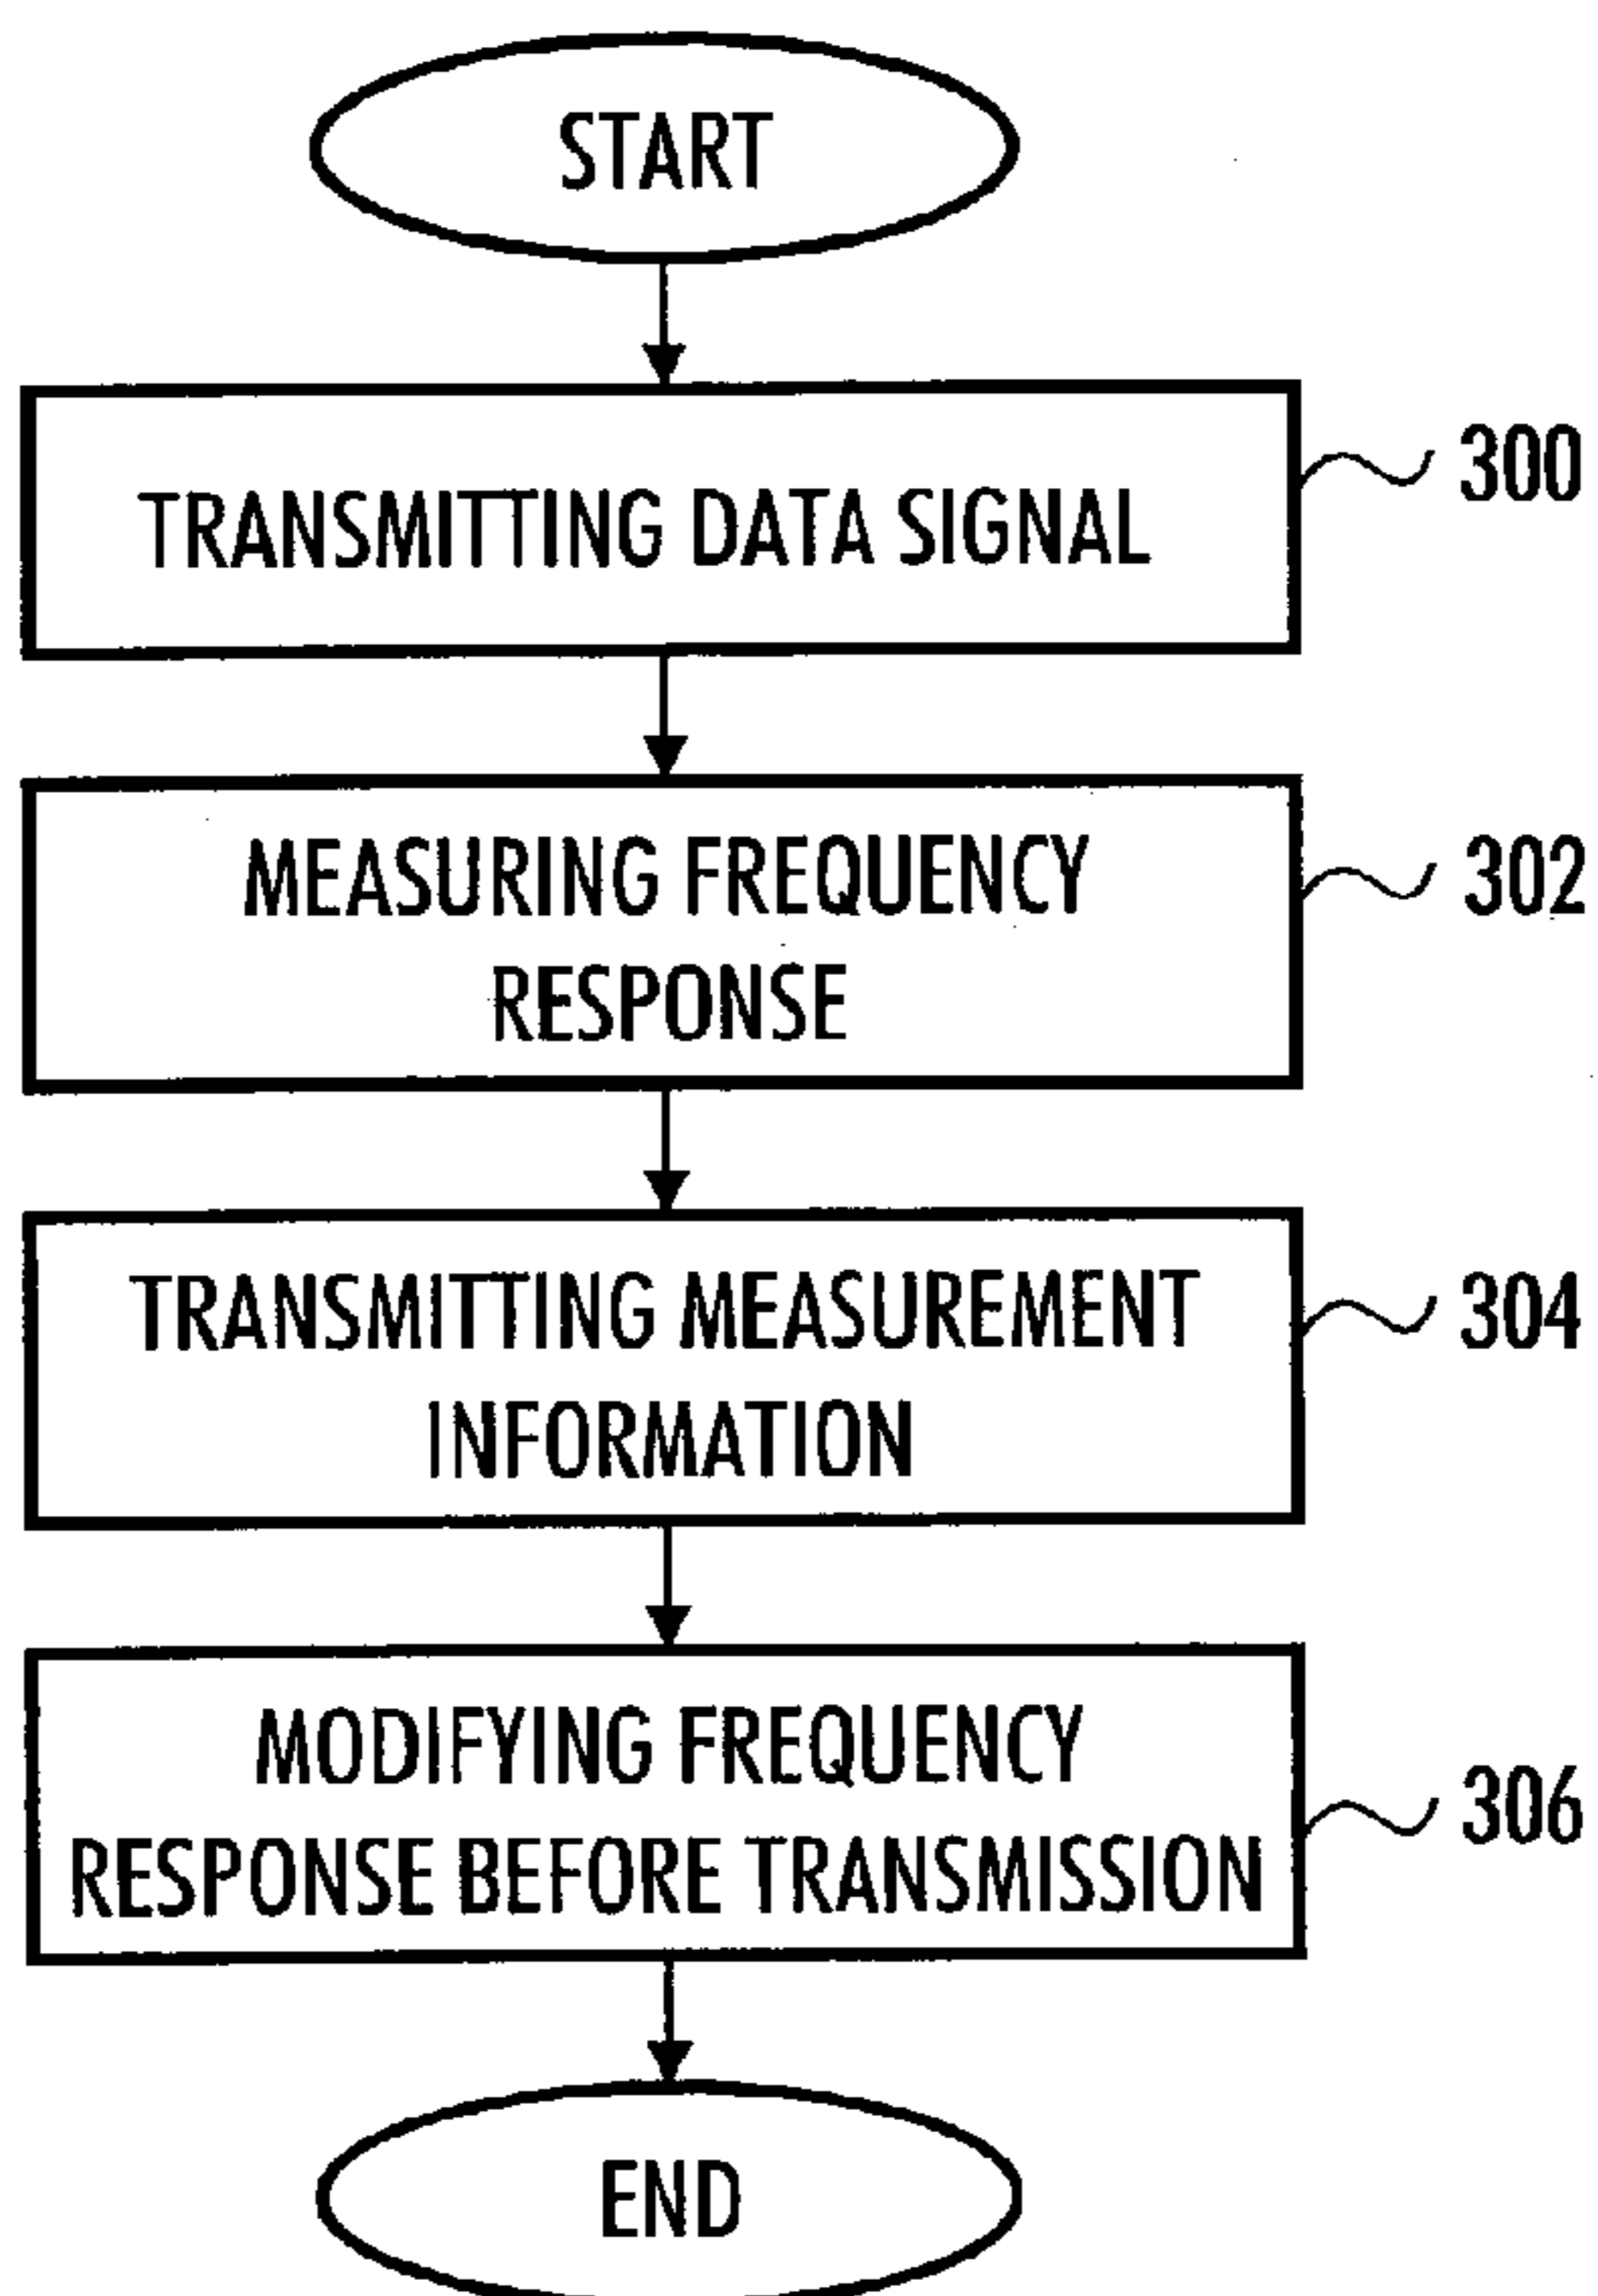 START
TRANSMITTING DATA SIGNAL
300
MEASURING FREQUENCY
RESPONSE
302
TRANSMITTING MEASUREMENT
INFORMATION
304
MODIFYING FREQUENCY
RESPONSE BEFORE TRANSMISSION
306
END